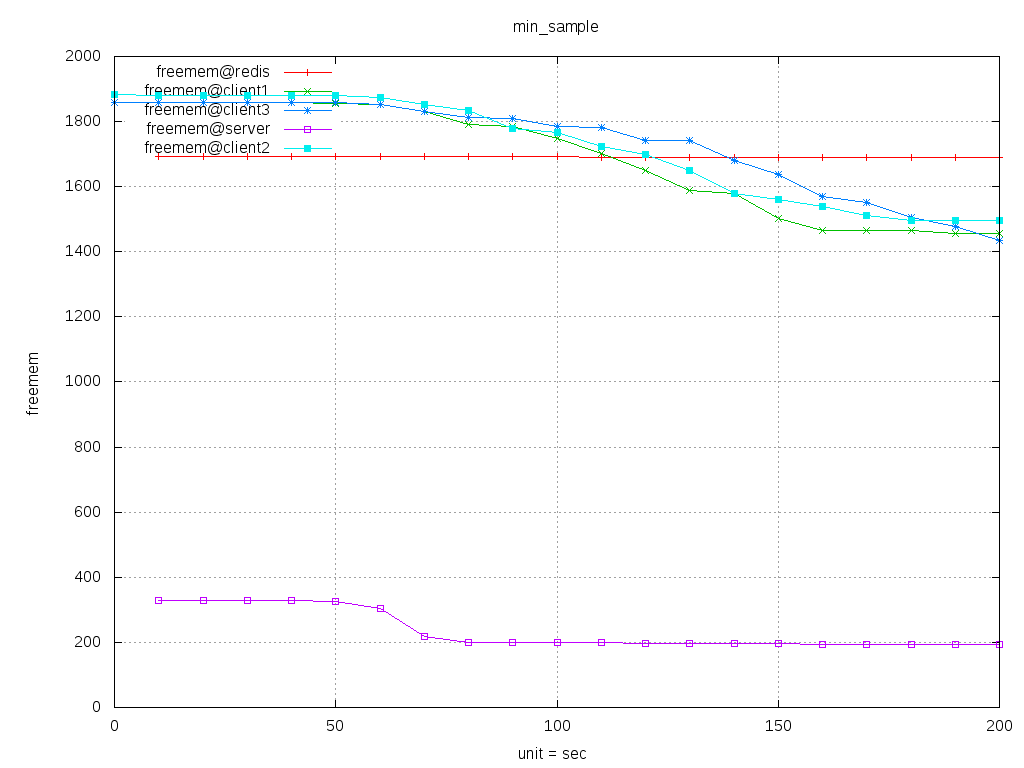 min_sample
2000
1800
1600
1400
1200
1000
800
600
400
200
0
freemem@redis
freemem@client1
freemem@client3
freemem@server
freemem@client2
freemem
0 50 100 150 200
unit = sec